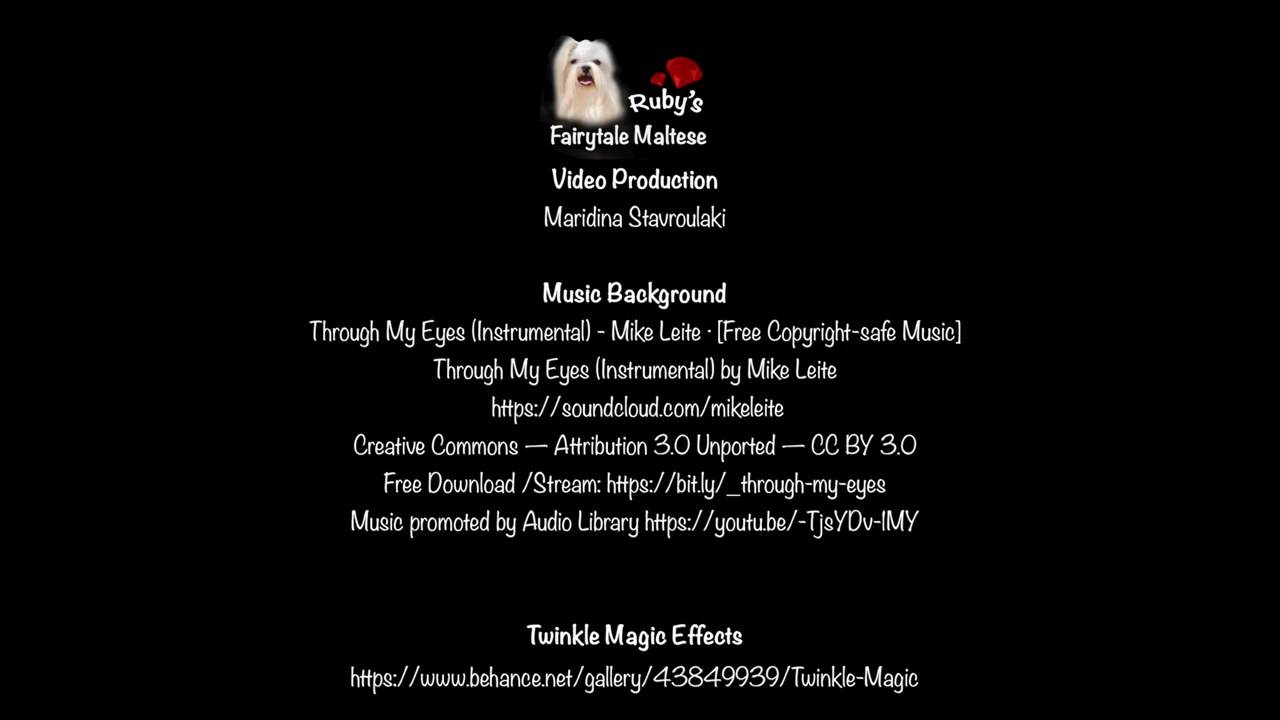 Ruby's
Fairytale Maltese
Video Production
Maridina Stavroulaki
Music Background
Through My Eyes (Instrumental) - Mike Leite · [Free Copyright-safe Music]
Through My Eyes (Instrumental) by Mike Leite
https://soundcloud.com/mikeleite
Creative Commons — Attribution 3.0 Unported — CC BY 3.0
Free Download /Stream: https://bit.ly/_through-my-eyes
Music promoted by Audio Library https://youtu.be/-TjsYDv-IMY
Twinkle Magic Effects
https://www.behance.net/gallery/43849939/Twinkle-Magic